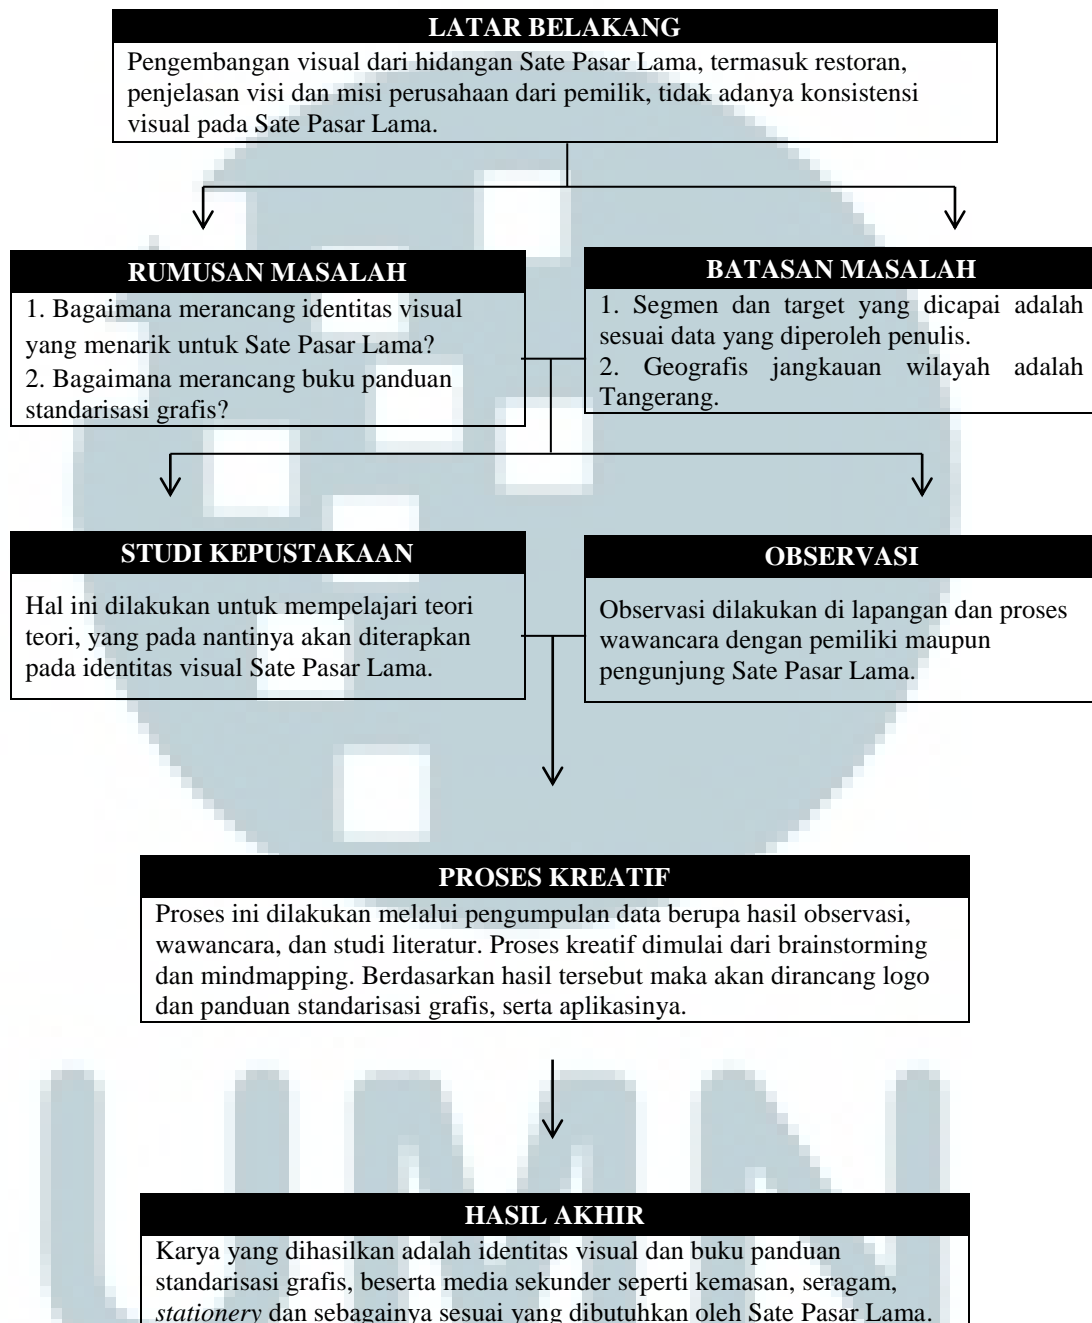 LATAR BELAKANG
Pengembangan visual dari hidangan Sate Pasar Lama, termasuk restoran,
penjelasan visi dan misi perusahaan dari pemilik, tidak adanya konsistensi
visual pada Sate Pasar Lama.
RUMUSAN MASALAH
1. Bagaimana merancang identitas visual
yang menarik untuk Sate Pasar Lama?
2. Bagaimana merancang buku panduan
standarisasi grafis?
BATASAN MASALAH
1. Segmen dan target yang dicapai adalah
sesuai data yang diperoleh penulis.
2. Geografis jangkauan wilayah adalah
Tangerang.
STUDI KEPUSTAKAAN
Hal ini dilakukan untuk mempelajari teori
teori, yang pada nantinya akan diterapkan
pada identitas visual Sate Pasar Lama.
OBSERVASI
Observasi dilakukan di lapangan dan proses
wawancara dengan pemiliki maupun
pengunjung Sate Pasar Lama.
PROSES KREATIF
Proses ini dilakukan melalui pengumpulan data berupa hasil observasi,
wawancara, dan studi literatur. Proses kreatif dimulai dari brainstorming
dan mindmapping. Berdasarkan hasil tersebut maka akan dirancang logo
dan panduan standarisasi grafis, serta aplikasinya.
HASIL AKHIR
Karya yang dihasilkan adalah identitas visual dan buku panduan
standarisasi grafis, beserta media sekunder seperti kemasan, seragam,
stationery dan sebagainya sesuai yang dibutuhkan oleh Sate Pasar Lama.
UMN